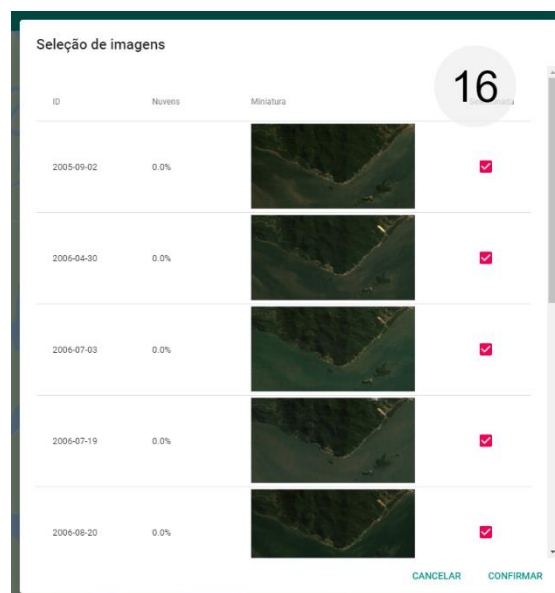 Seleção de imagens
16
ID Nuvens Miniatura
2005-09-02 0.0%
2006-04-30 0.0%
2006-07-03 0.0%
2006-07-19 0.0%
2006-08-20 0.0%
CANCELAR CONFIRMAR